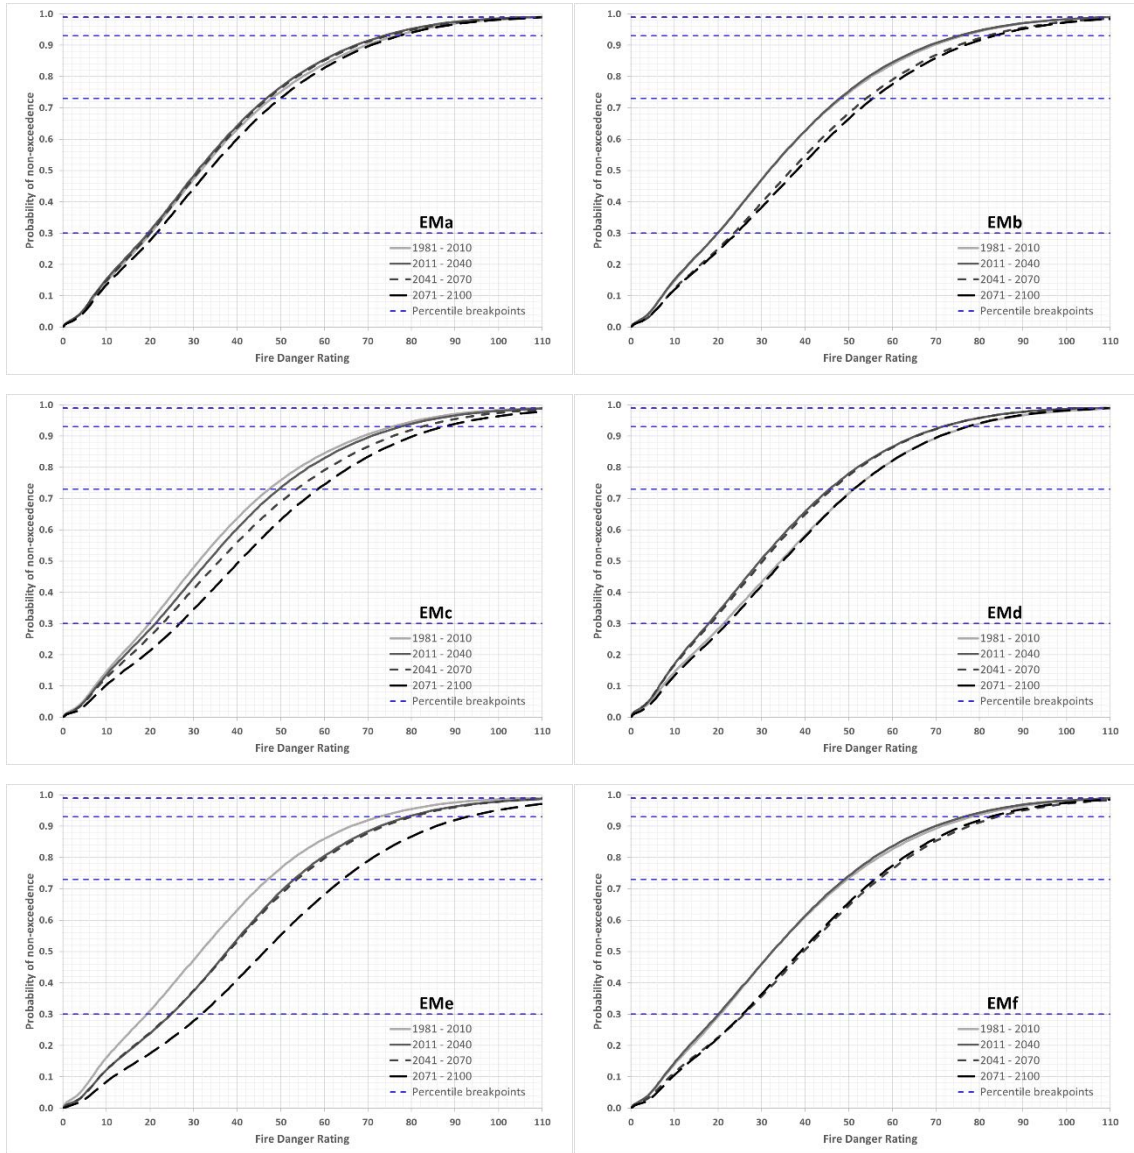 1.0
0.9
0.8
0.7
0.6
0.5
0.4
0.3
0.2
0.1
0.0
Probability of non-exceedence
EMa
1981 - 2010
2011 - 2040
2041 - 2070
2071 - 2100
Percentile breakpoints
0 10 20 30 40 50 60 70 80 90 100 110
Fire Danger Rating
1.0
0.9
0.8
0.7
0.6
0.5
0.4
0.3
0.2
0.1
0.0
Probability of non-exceedence
EMb
1981 - 2010
2011 - 2040
2041 - 2070
2071 - 2100
Percentile breakpoints
0 10 20 30 40 50 60 70 80 90 100 110
Fire Danger Rating
1.0
0.9
0.8
0.7
0.6
0.5
0.4
0.3
0.2
0.1
0.0
Probability of non-exceedence
EMc
1981 - 2010
2011 - 2040
2041 - 2070
2071 - 2100
Percentile breakpoints
0 10 20 30 40 50 60 70 80 90 100 110
Fire Danger Rating
1.0
0.9
0.8
0.7
0.6
0.5
0.4
0.3
0.2
0.1
0.0
Probability of non-exceedence
EMd
1981 - 2010
2011 - 2040
2041 - 2070
2071 - 2100
Percentile breakpoints
0 10 20 30 40 50 60 70 80 90 100 110
Fire Danger Rating
1.0
0.9
0.8
0.7
0.6
0.5
0.4
0.3
0.2
0.1
0.0
Probability of non-exceedence
EMe
1981 - 2010
2011 - 2040
2041 - 2070
2071 - 2100
Percentile breakpoints
0 10 20 30 40 50 60 70 80 90 100 110
Fire Danger Rating
1.0
0.9
0.8
0.7
0.6
0.5
0.4
0.3
0.2
0.1
0.0
Probability of non-exceedence
EMf
1981 - 2010
2011 - 2040
2041 - 2070
2071 - 2100
Percentile breakpoints
0 10 20 30 40 50 60 70 80 90 100 110
Fire Danger Rating